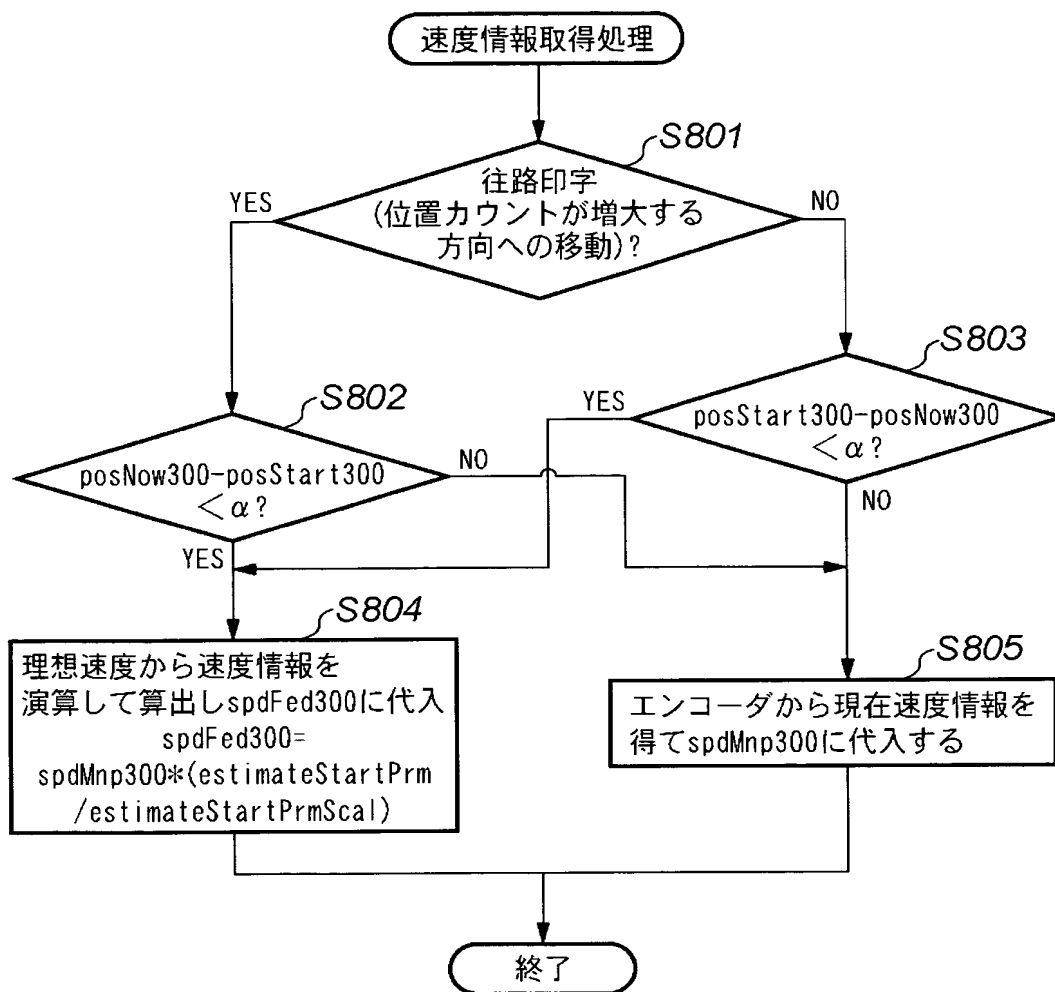 速度情報取得処理
S801
往路印字
(位置カウントが増大する
方向への移動)?
YES
NO
S803
posStart300-posNow300
<α?
YES
NO
S802
posNow300-posStart300
<α?
NO
YES
S804
理想速度から速度情報を
演算して算出しspdFed300に代入
spdFed300=
spdMnp300*(estimateStartPrm
/estimateStartPrmScal)
S805
エンコーダから現在速度情報を
得てspdMnp300に代入する
終了